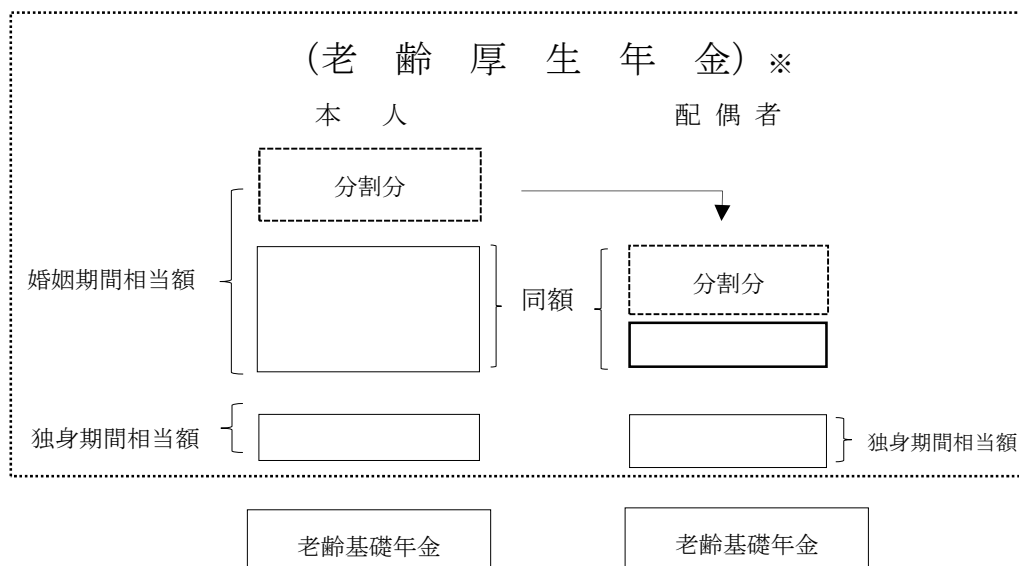 (老 齢 厚 生 年 金)※
本 人
配 偶 者
分割分
婚姻期間相当額
同額
分割分
独身期間相当額
独身期間相当額
老齢基礎年金
老齢基礎年金